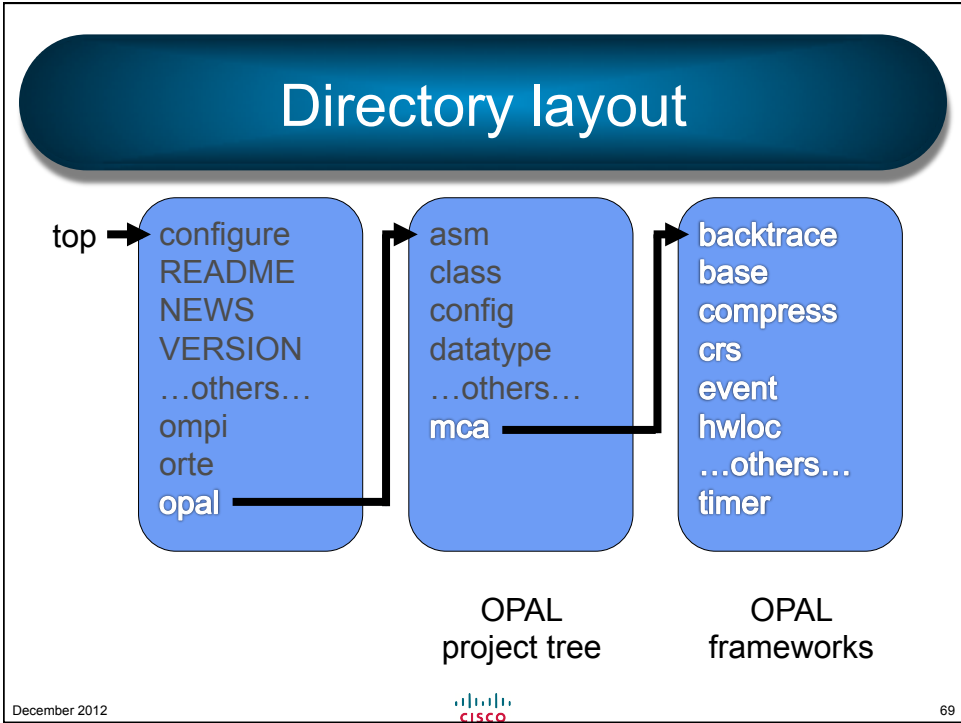 Directory layout
top
configure
README
NEWS
VERSION
…others…
ompi
orte
opal
asm
class
config
datatype
…others…
mca
backtrace
base
compress
crs
event
hwloc
…others…
timer
OPAL
project tree
OPAL
frameworks
December 2012
CISCO
69